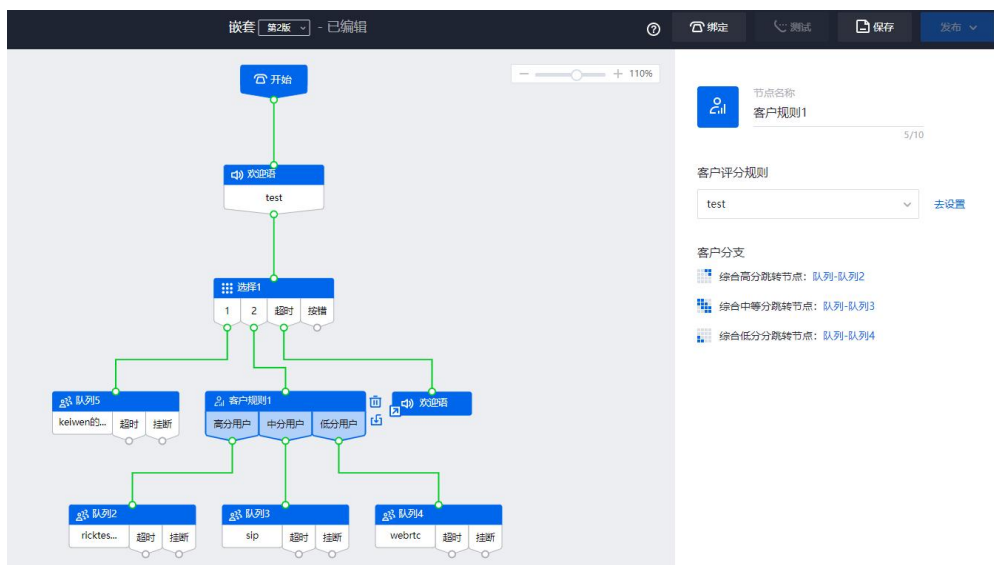 嵌套 第2版 - 已编辑
绑定
测试
保存
发布
110%
开始
欢迎语
test
选择1
1 2 超时 按错
队列5
keiwen的... 超时 挂断
客户规则1
高分用户 中分用户 低分用户
欢迎语
队列2
ricktes... 超时 挂断
队列3
sip 超时 挂断
队列4
webrtc 超时 挂断
节点名称
客户规则1
5/10
客户评分规则
test
去设置
客户分支
综合高分跳转节点：队列-队列2
综合中等分跳转节点：队列-队列3
综合低分分跳转节点：队列-队列4